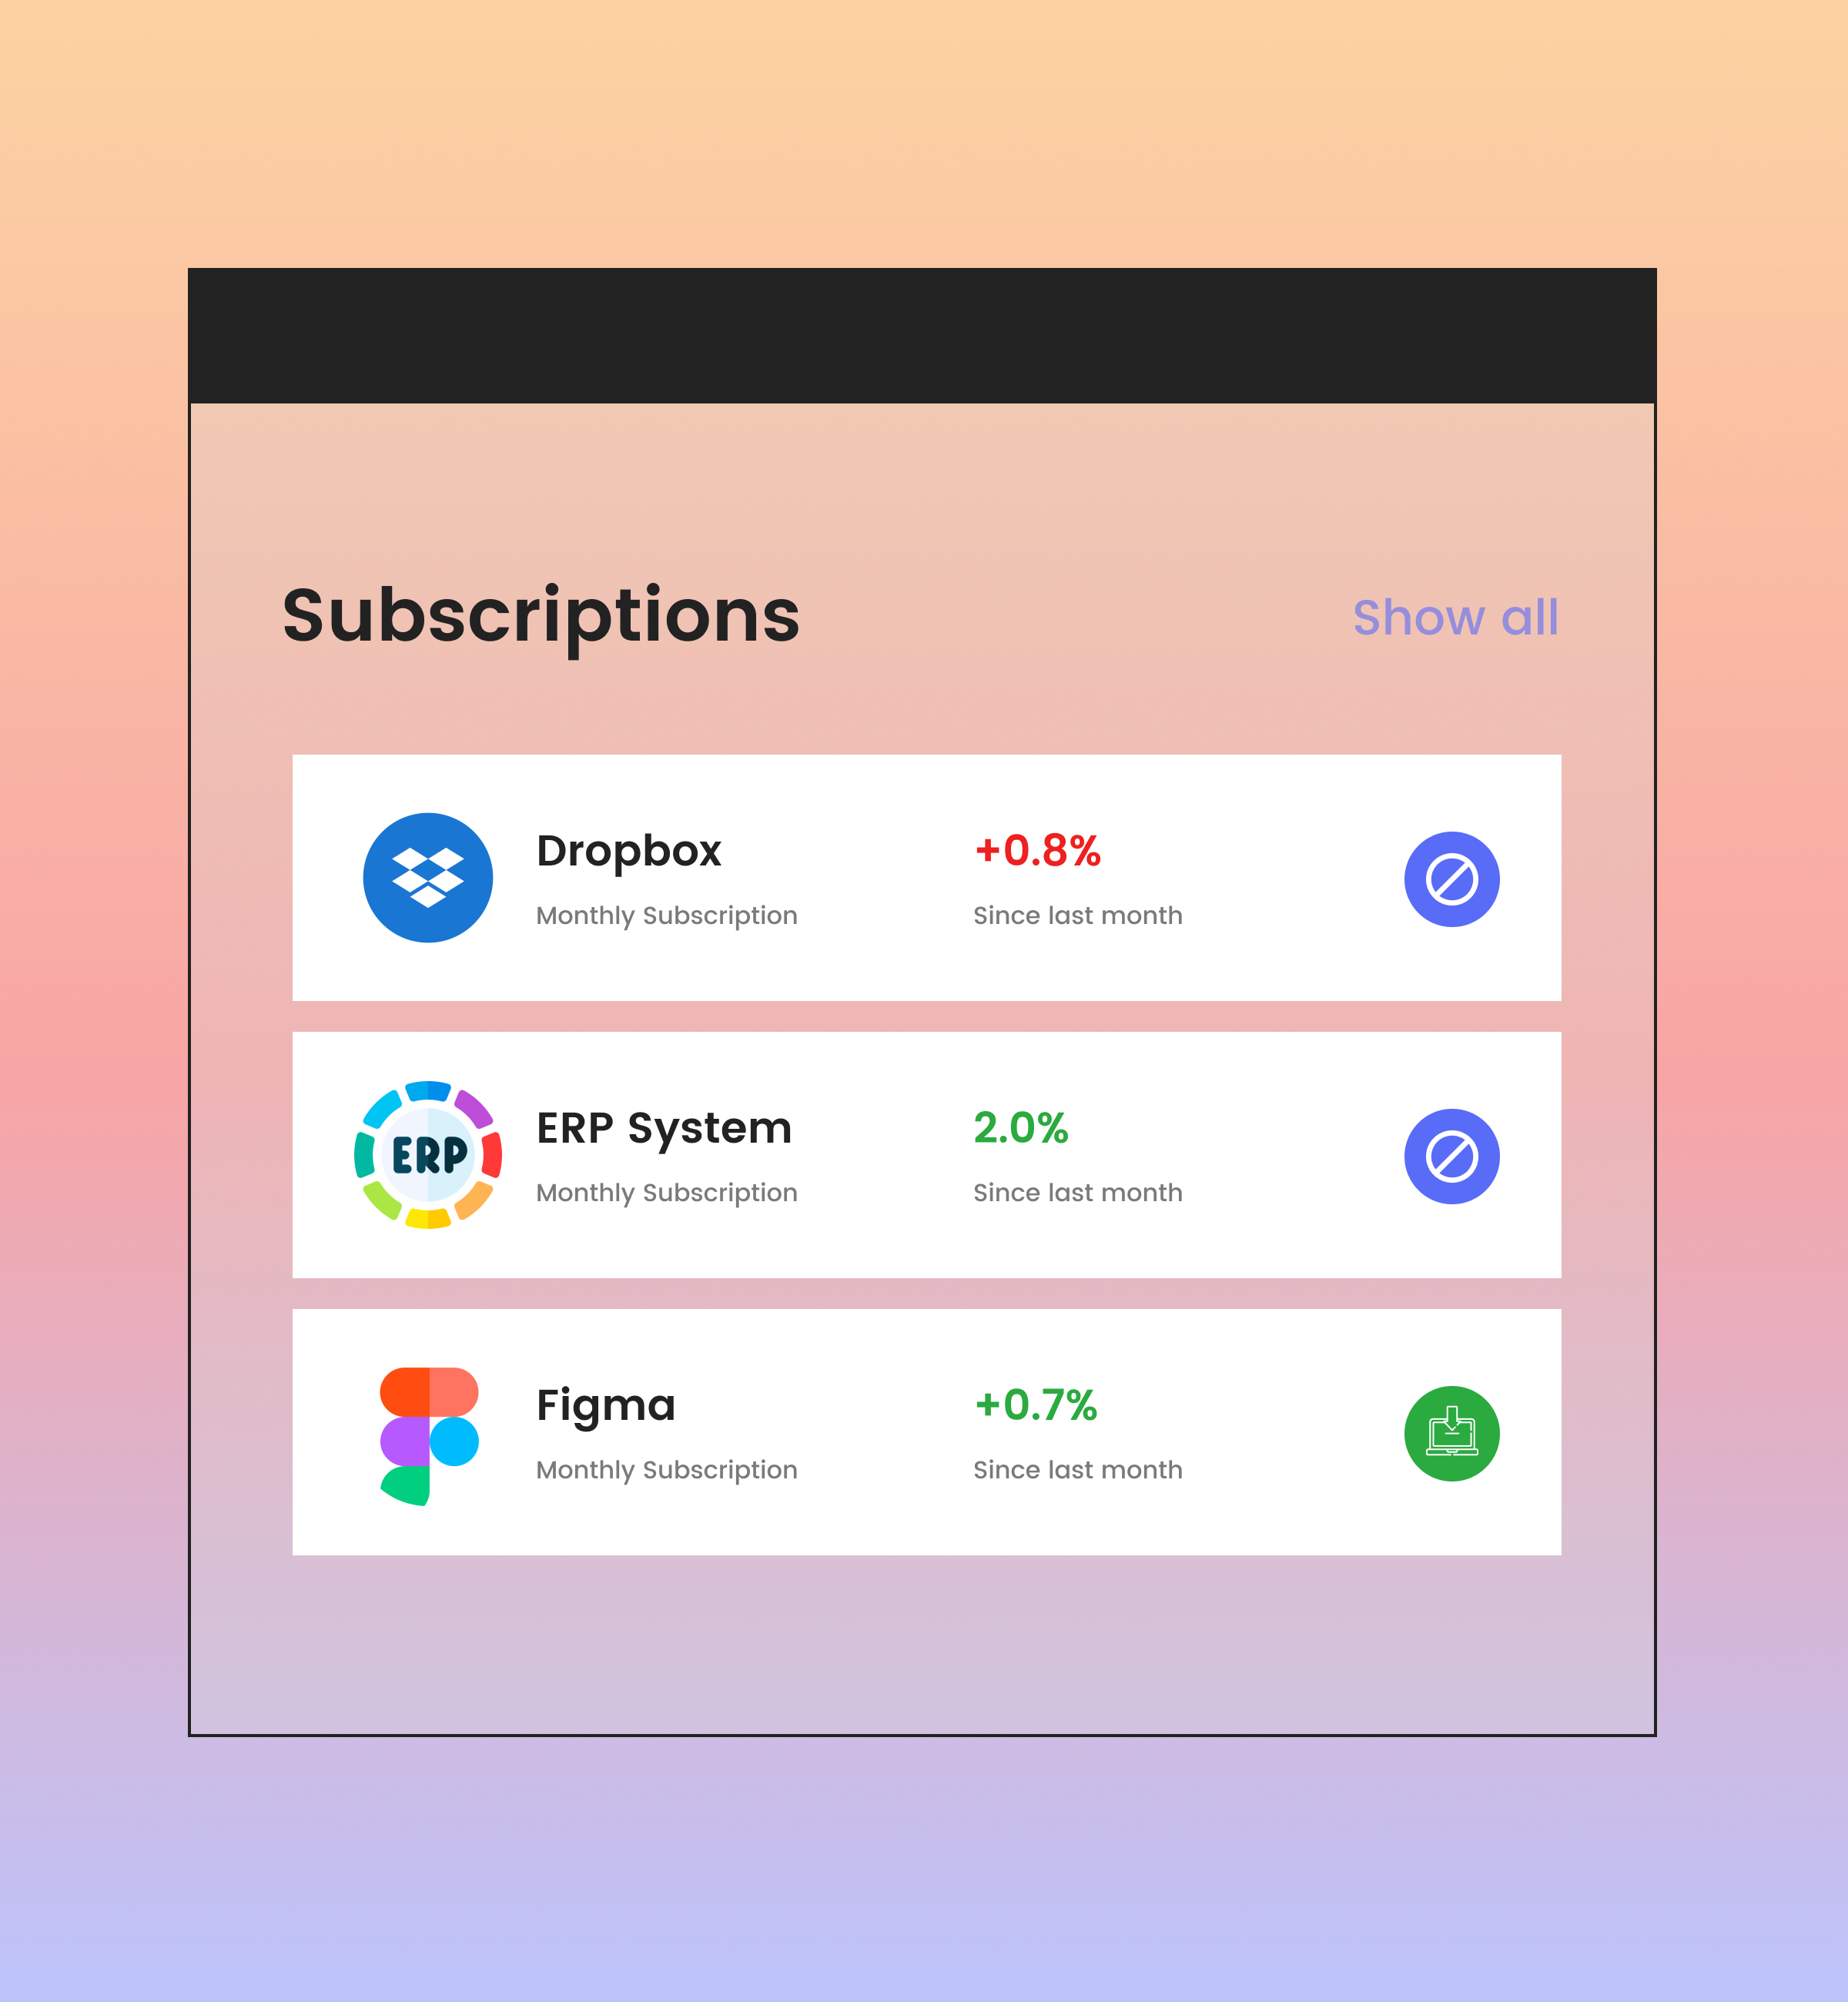 Subscriptions
Show all
Dropbox
+0.8%
Monthly Subscription
Since last month
ERP
ERP System
2.0%
Monthly Subscription
Since last month
Figma
+0.7%
Monthly Subscription
Since last month